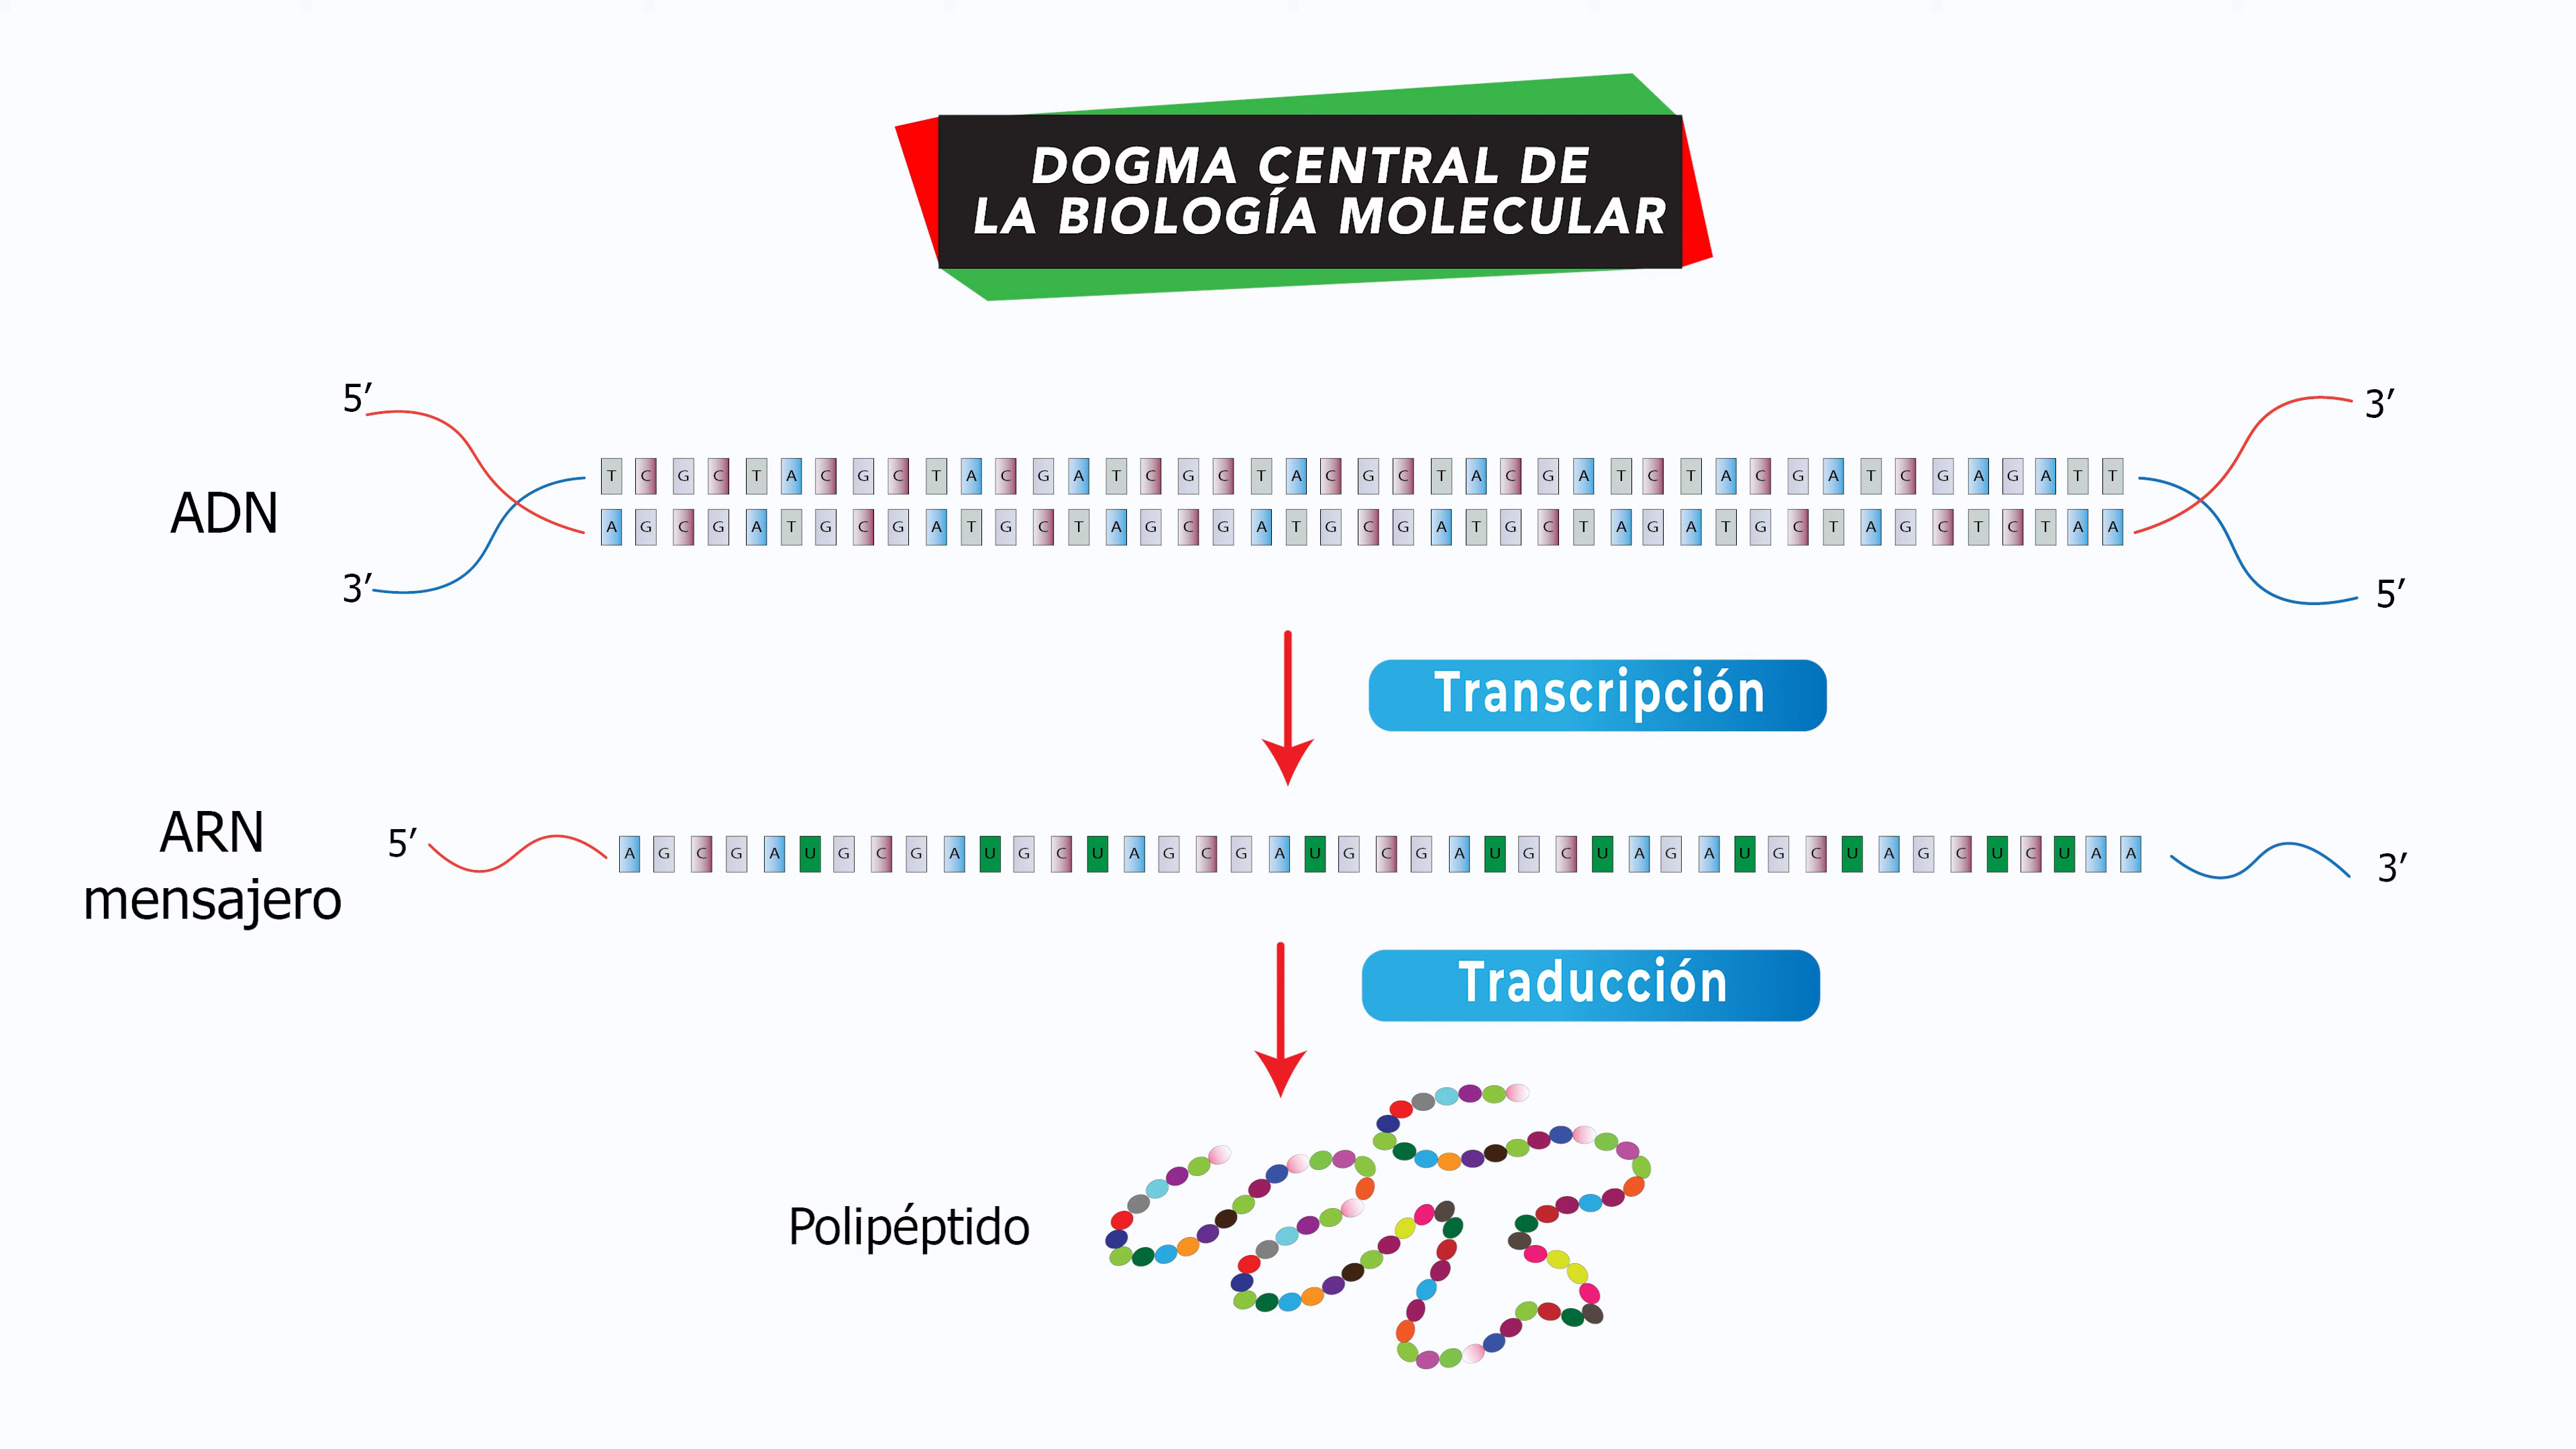 DOGMA CENTRAL DE
LA BIOLOGÍA MOLECULAR
5’ 3’
T C G C T A C G C T A C G A T C G C T A C G C T A C G A T C T A C G A T C G A G A T T
ADN
A G C G A T G C G A T G C T A G C G A T G C G A T G C T A G A T G C T A G C T C T A A
3’ 5’
Transcripción
ARN
mensajero
5’ A G C G A U G C G A U G C U A G C G A U G C G A U G C U A G A U G C U A G C U C U A A 3’
Traducción
Polipéptido